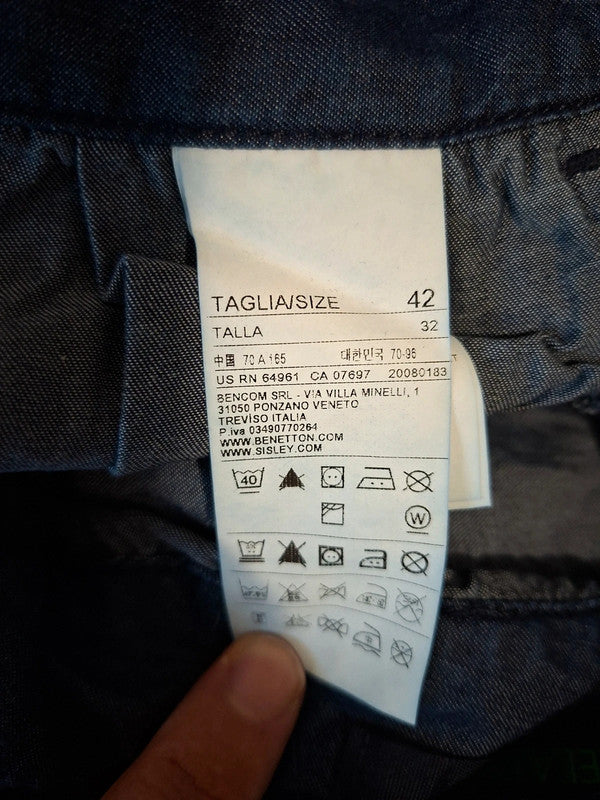 TAGLIA/SIZE 42
TALLA 32
中国 70 A 165 대한민국 70-96
US RN 64961 CA 07697 20080183
BENCOM SRL - VIA VILLA MINELLI, 1
31050 PONZANO VENETO
TREVISO ITALIA
P.iva 03490770264
WWW.BENETTON.COM
WWW.SISLEY.COM
40
W